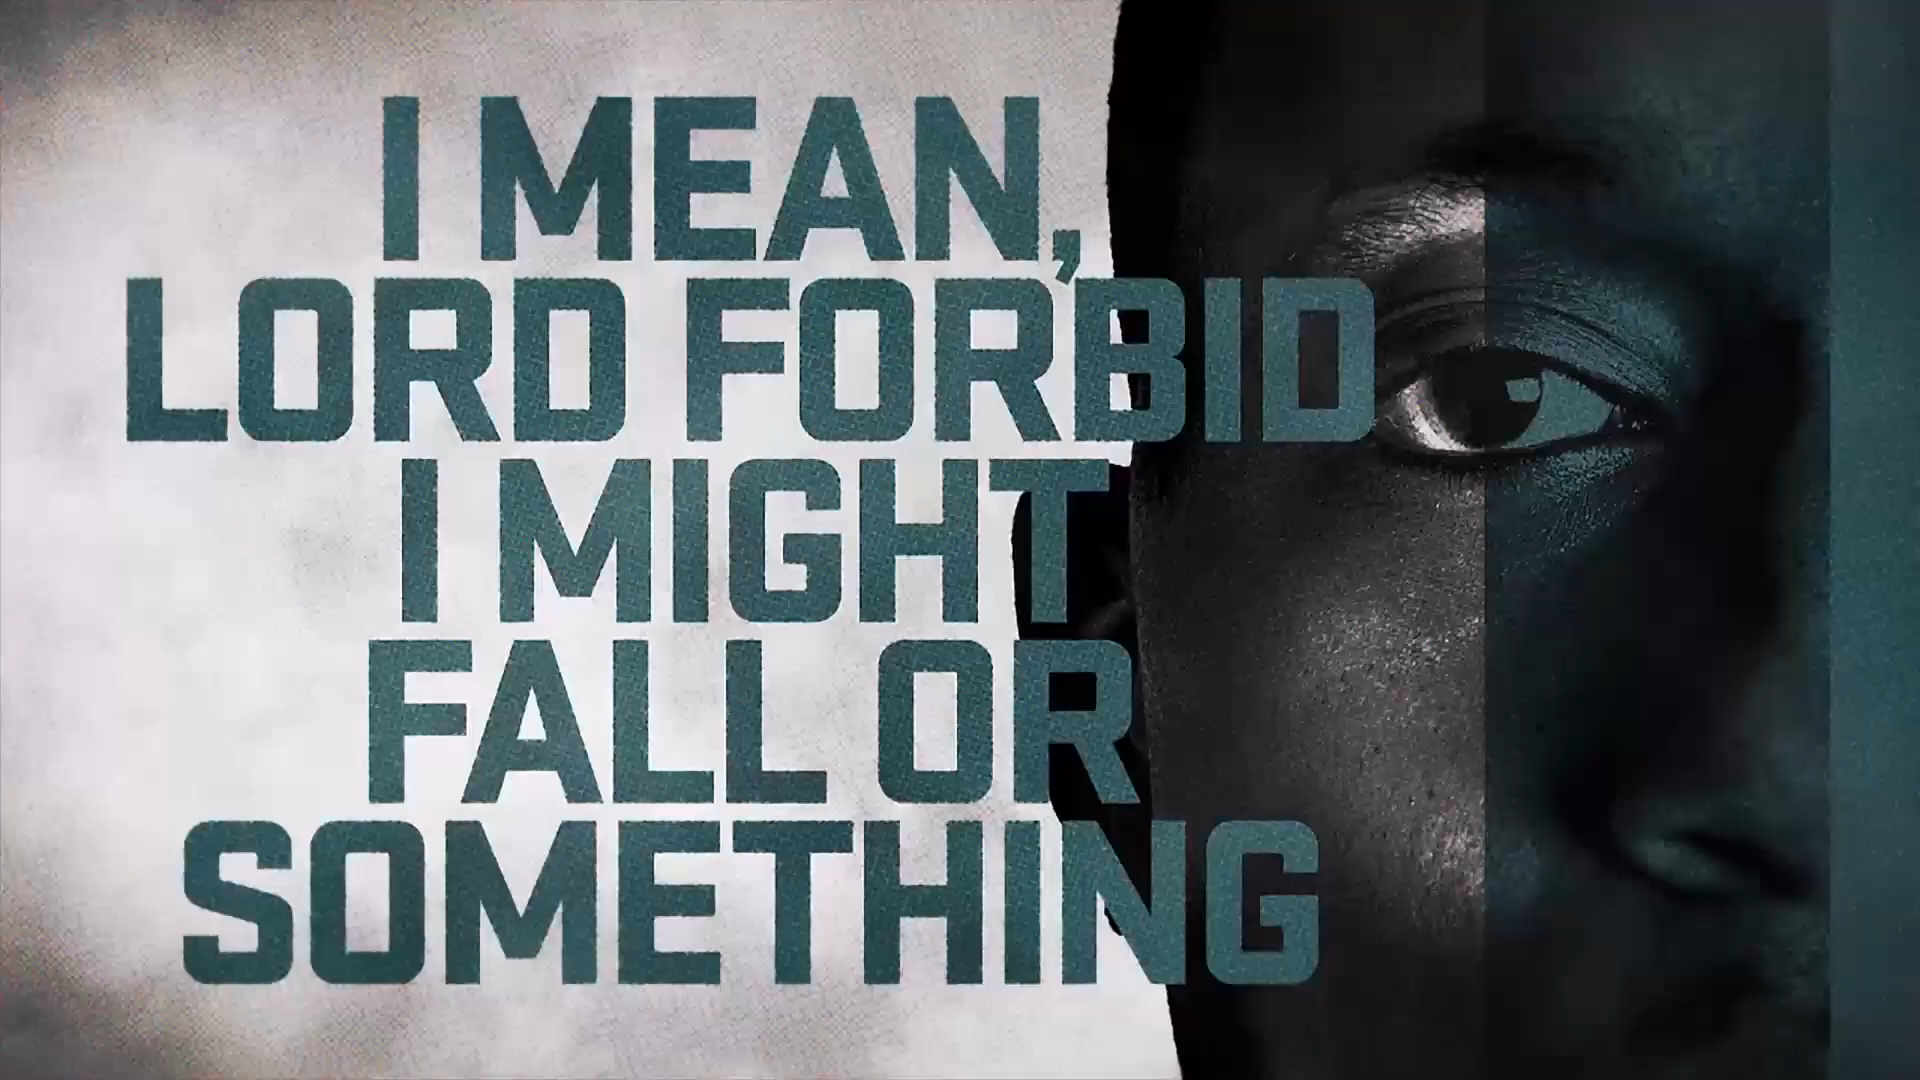 I MEAN,
LORD FORBID
I MIGHT
FALL OR
SOMETHING